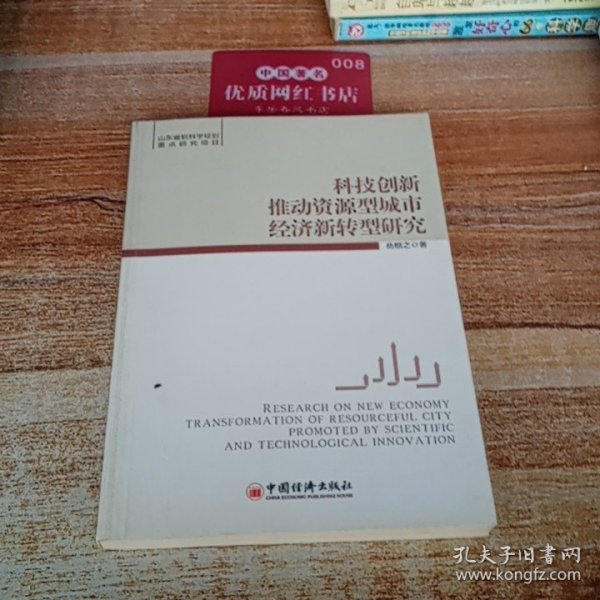 008
中国著名
优质网红书店
山东省软科学规划
重点研究项目
科技创新
推动资源型城市
经济新转型研究
杨晓之◎著
RESEARCH ON NEW ECONOMY
TRANSFORMATION OF RESOURCEFUL CITY
PROMOTED BY SCIENTIFIC
AND TECHNOLOGICAL INNOVATION
中国经济出版社
CHINA ECONOMIC PUBLISHING HOUSE
孔夫子旧书网
www.kongfz.com